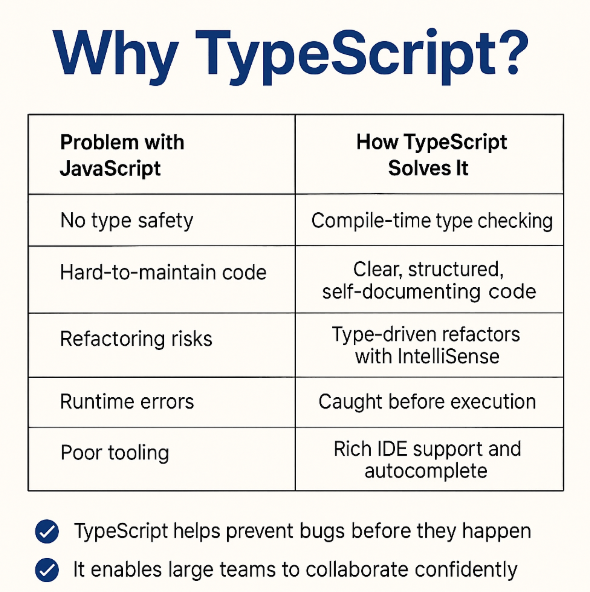 Why TypeScript?
Problem with
JavaScript
How TypeScript
Solves It
No type safety
Compile-time type checking
Hard-to-maintain code
Clear, structured,
self-documenting code
Refactoring risks
Type-driven refactors
with IntelliSense
Runtime errors
Caught before execution
Poor tooling
Rich IDE support and
autocomplete
TypeScript helps prevent bugs before they happen
It enables large teams to collaborate confidently